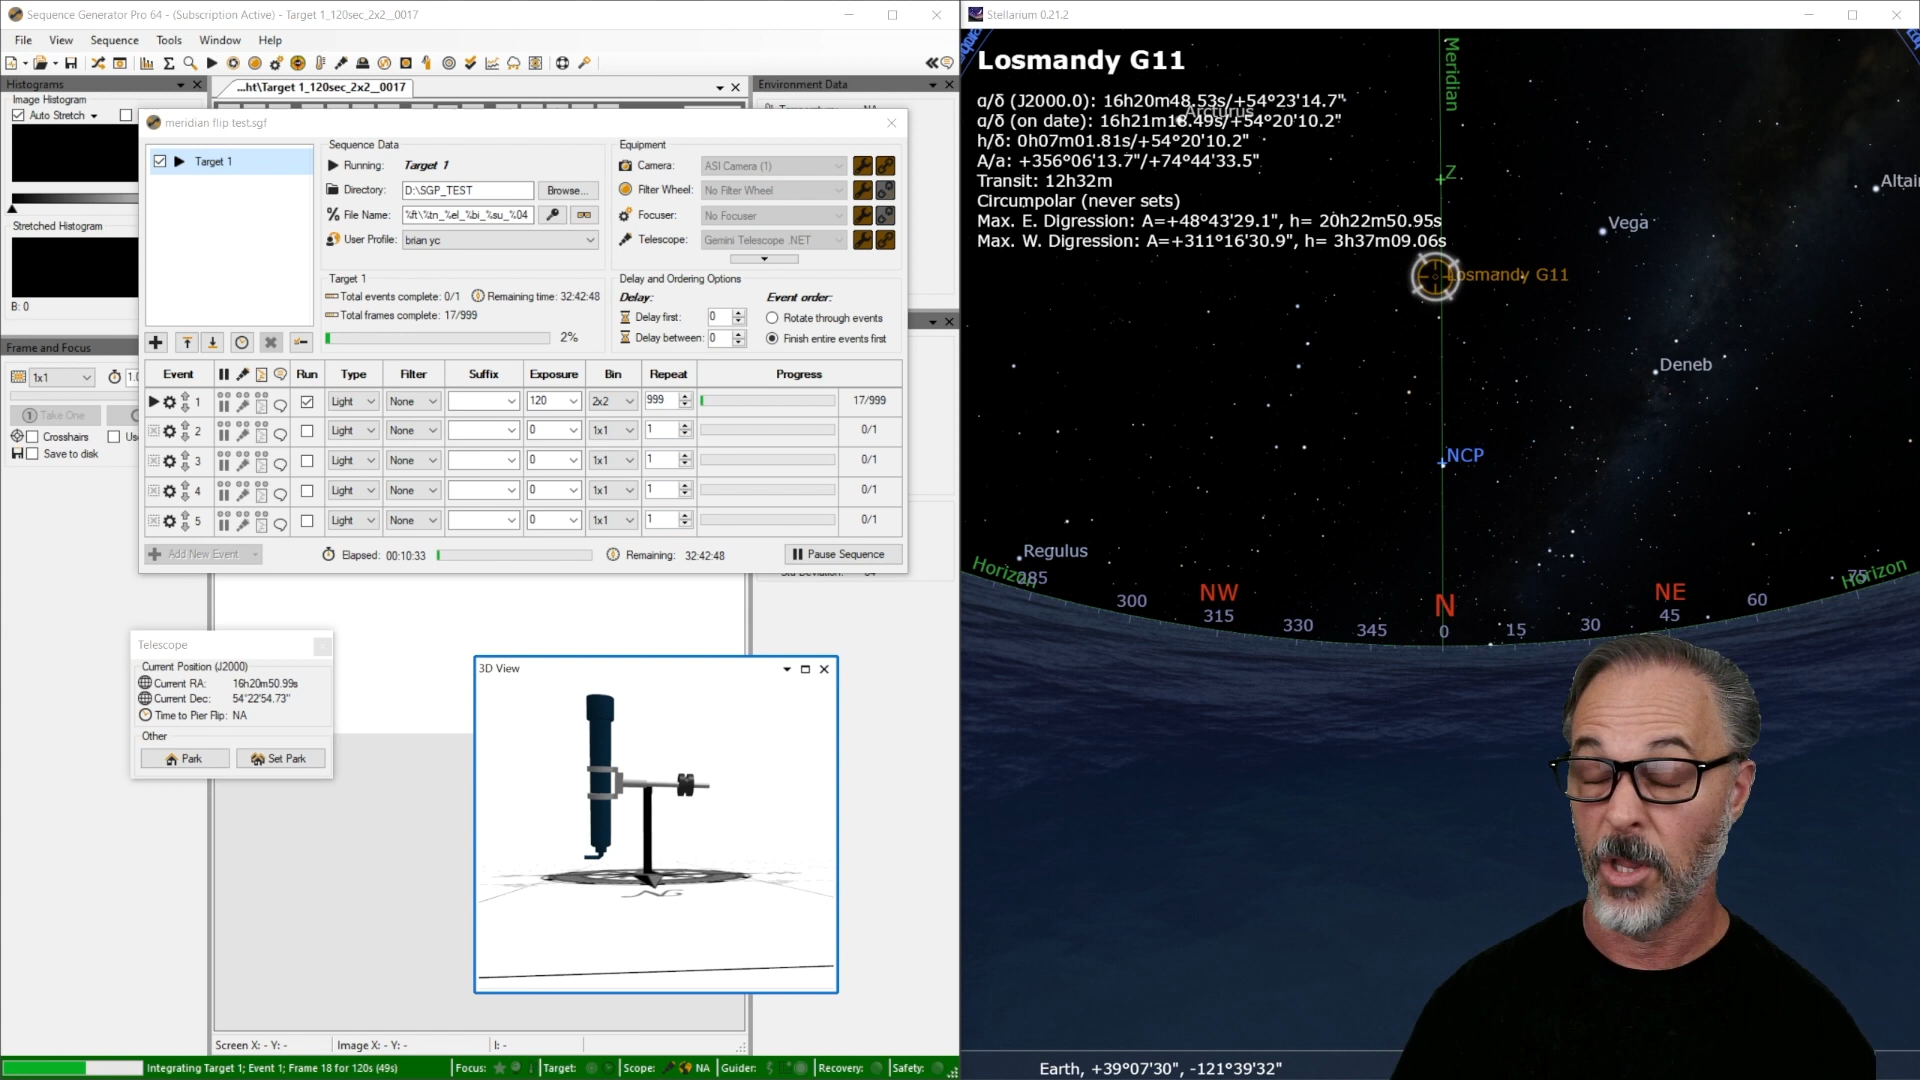 Sequence Generator Pro 64 - (Subscription Active) - Target 1_120sec_2x2__0017
File View Sequence Tools Window Help
Histograms
Image Histogram
Auto Stretch
Stretched Histogram
B: 0
Frame and Focus
1x1
1.0
Take One
Crosshairs
Save to disk
...ht\Target 1_120sec_2x2__0017
Environment Data
meridian flip test.sgf
Target 1
Sequence Data
Running: Target 1
Directory: D:\SGP_TEST Browse...
File Name: %ft\%tn_%el_%bi_%su_%04
User Profile: brian yc
Equipment
Camera: ASI Camera (1)
Filter Wheel: No Filter Wheel
Focuser: No Focuser
Telescope: Gemini Telescope .NET
Target 1
Total events complete: 0/1 Remaining time: 32:42:48
Total frames complete: 17/999
2%
Delay and Ordering Options
Delay:
Delay first: 0
Delay between: 0
Event order:
Rotate through events
Finish entire events first
Event Run Type Filter Suffix Exposure Bin Repeat Progress
1 Light None 120 2x2 999 17/999
2 Light None 0 1x1 1 0/1
3 Light None 0 1x1 1 0/1
4 Light None 0 1x1 1 0/1
5 Light None 0 1x1 1 0/1
Add New Event Elapsed: 00:10:33 Remaining: 32:42:48 Pause Sequence
Telescope
Current Position (J2000)
Current RA: 16h20m50.99s
Current Dec: 54°22'54.73"
Time to Pier Flip: NA
Other
Park Set Park
3D View
N
Screen X: - Y: - Image X: - Y: - I: -
Integrating Target 1; Event 1; Frame 18 for 120s (49s) Focus: Target: Scope: NA Guider: Recovery: Safety:
Stellarium 0.21.2
Losmandy G11
α/δ (J2000.0): 16h20m48.53s/+54°23'14.7"
α/δ (on date): 16h21m18.49s/+54°20'10.2"
h/δ: 0h07m01.81s/+54°20'10.2"
A/a: +356°06'13.7"/+74°44'33.5"
Transit: 12h32m
Circumpolar (never sets)
Max. E. Digression: A=+48°43'29.1", h= 20h22m50.95s
Max. W. Digression: A=+311°16'30.9", h= 3h37m09.06s
Meridian
Arcturus
Z
Altair
Vega
Losmandy G11
Deneb
NCP
Regulus
Horizon
Horizon
285 300 315 330 345 0 15 30 45 60 75
NW N NE
Earth, +39°07'30", -121°39'32"